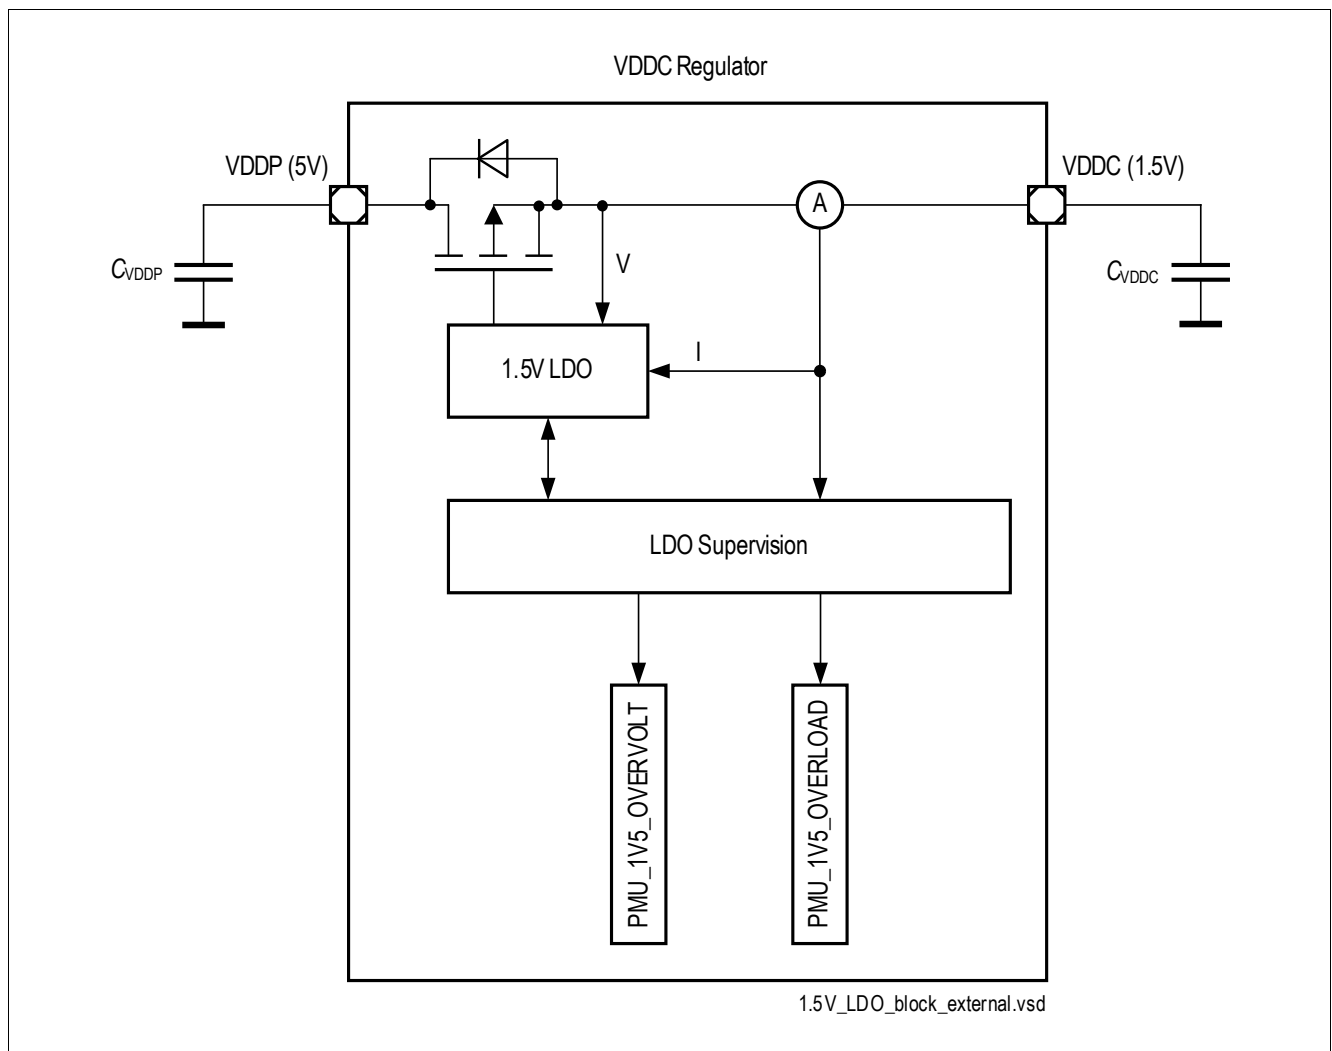 VDDC Regulator
VDDP (5V)
VDDC (1.5V)
A
CVDDP
V
CVDDC
I
1.5V LDO
LDO Supervision
PMU_1V5_OVERVOLT
PMU_1V5_OVERLOAD
1.5V_LDO_block_external.vsd